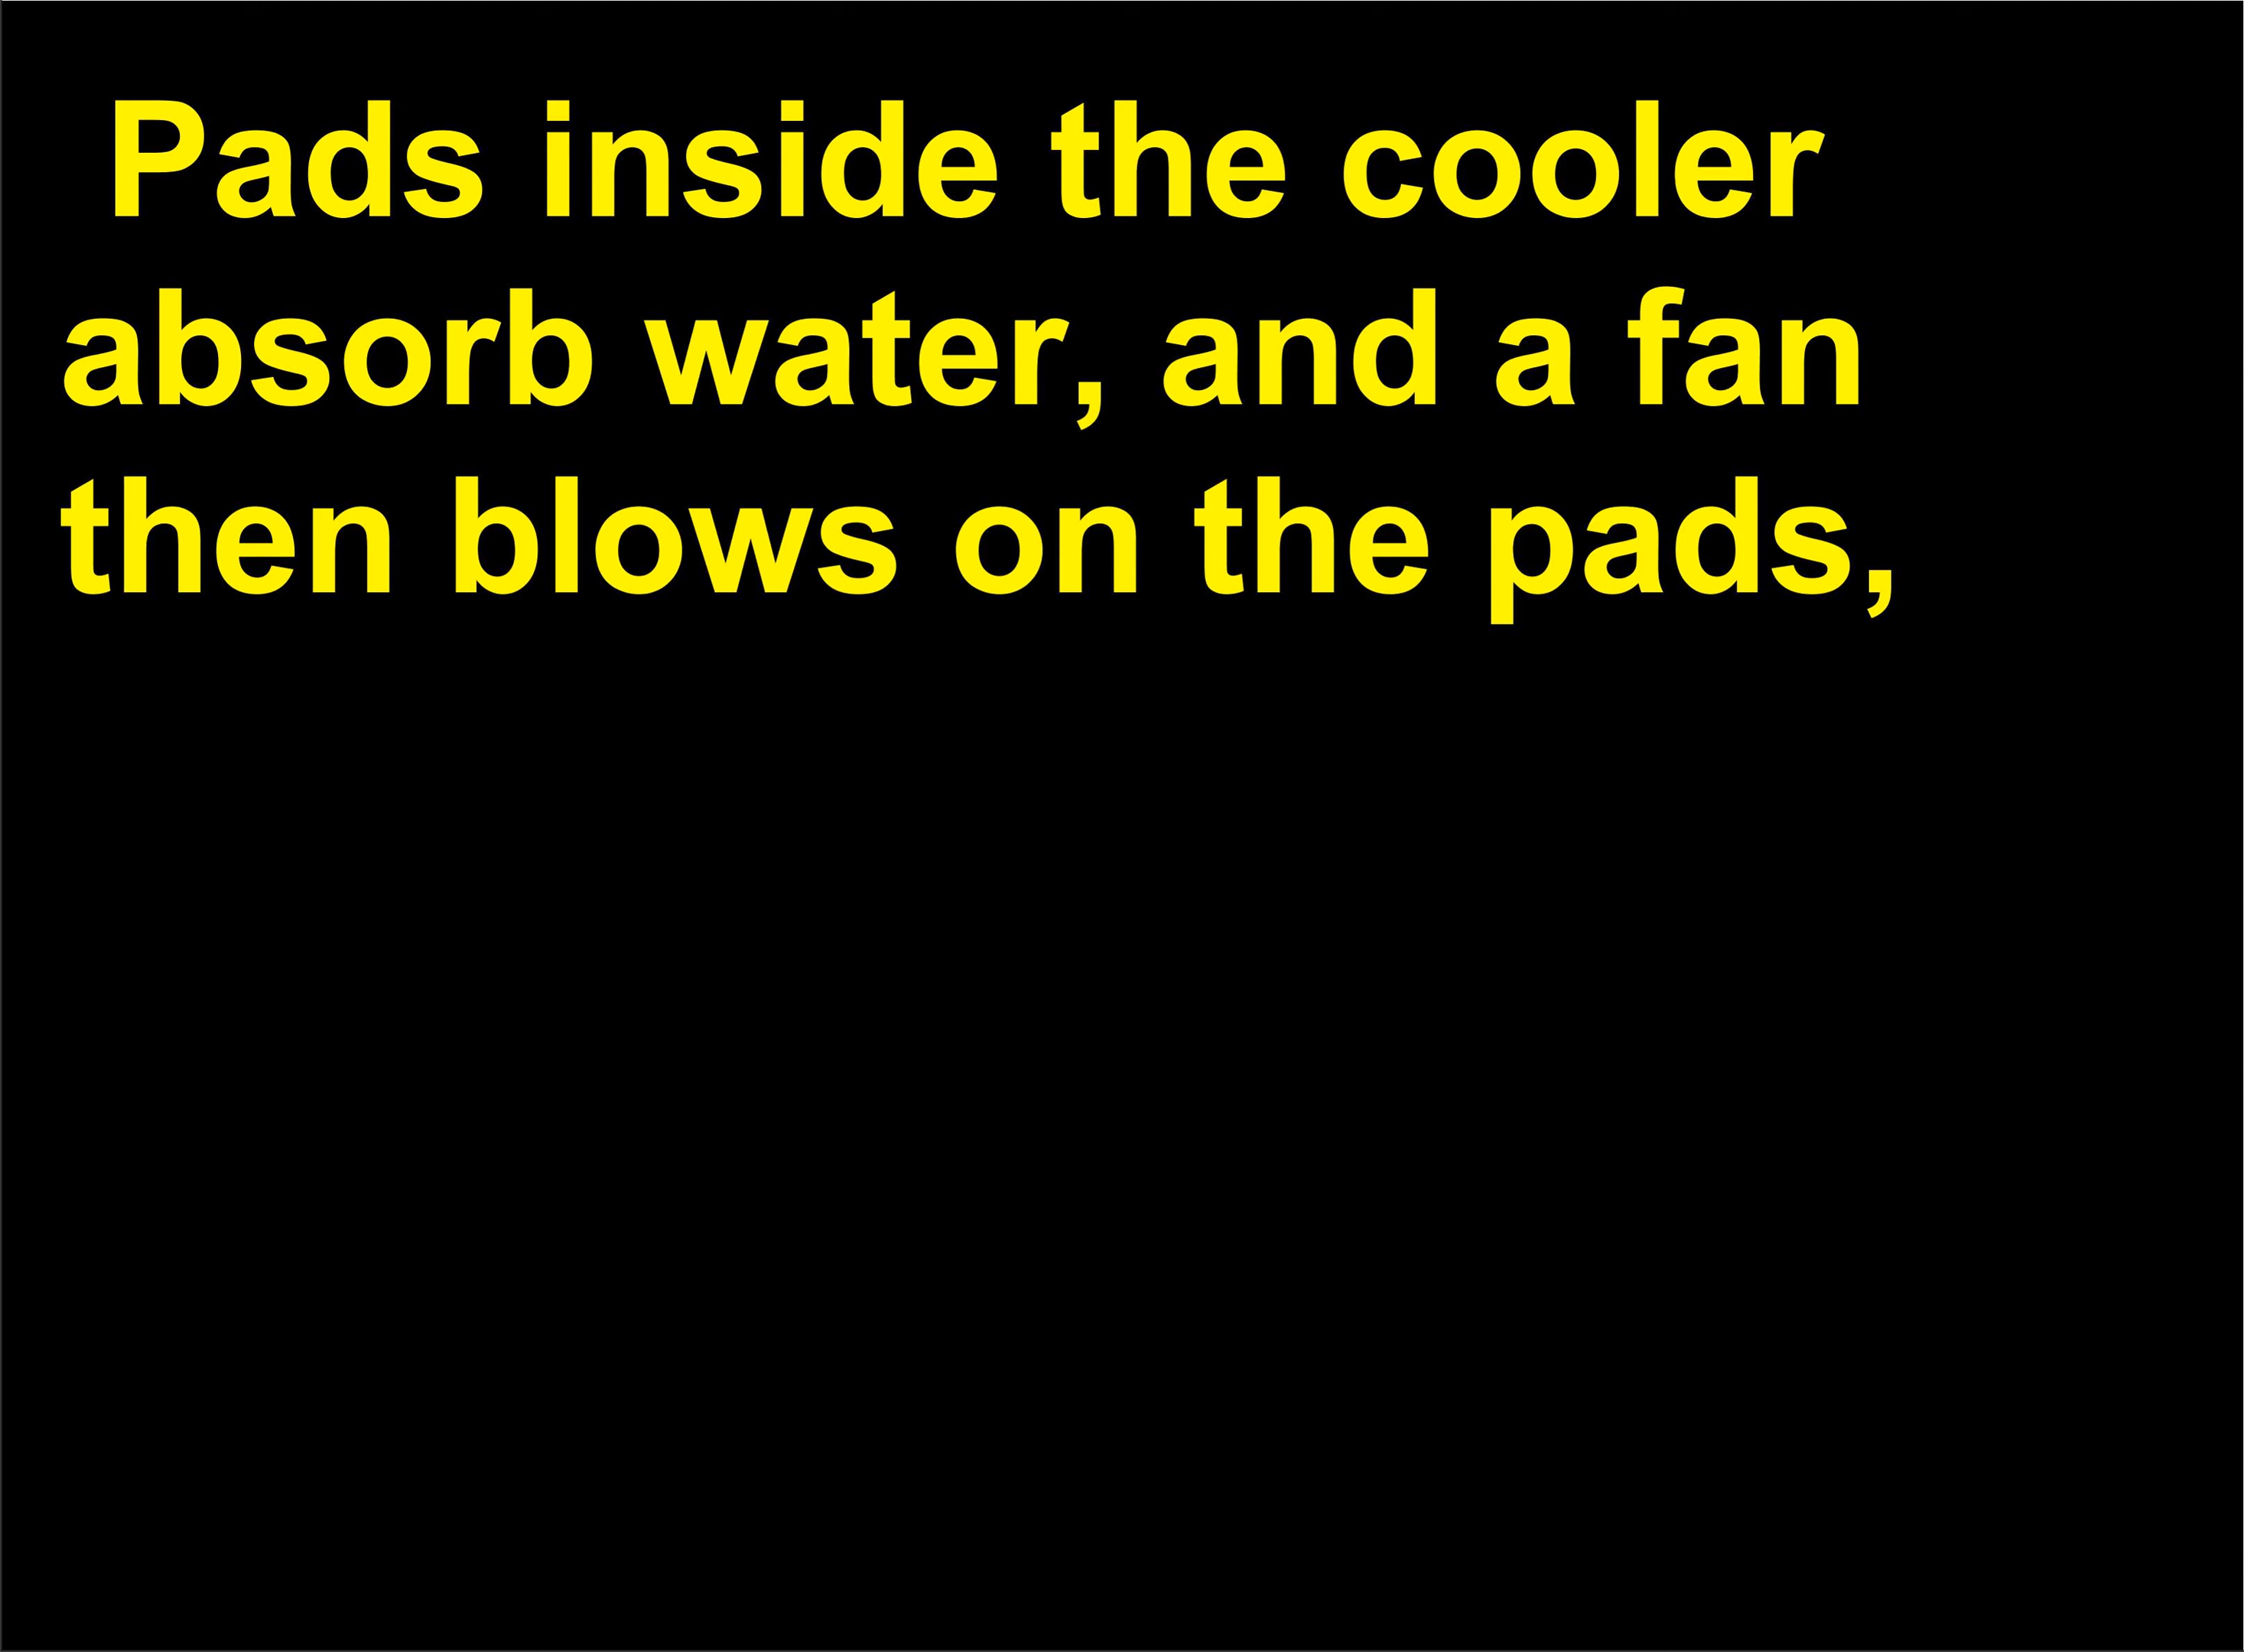 Pads inside the cooler
absorb water, and a fan
then blows on the pads,